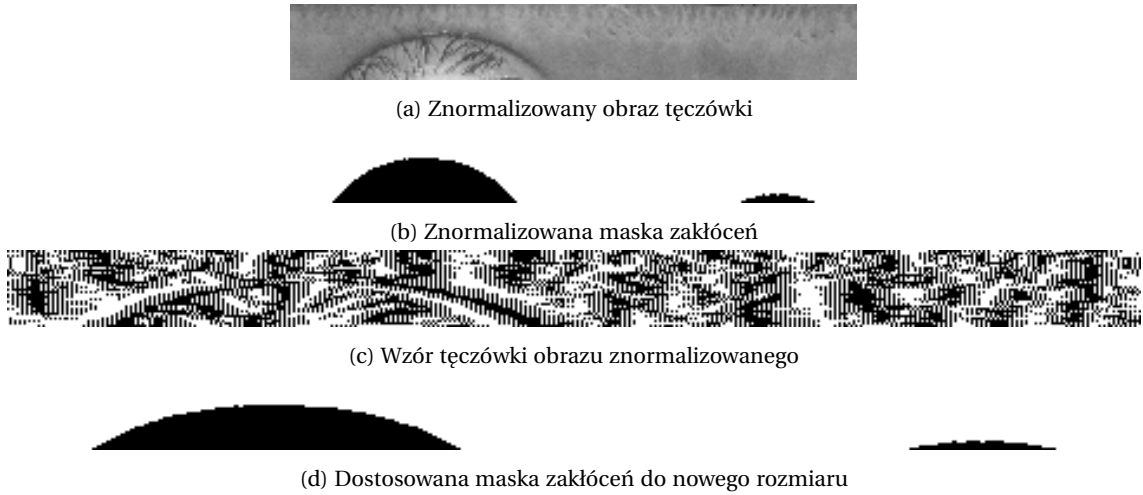 (a) Znormalizowany obraz tęczówki
(b) Znormalizowana maska zakłóceń
(c) Wzór tęczówki obrazu znormalizowanego
(d) Dostosowana maska zakłóceń do nowego rozmiaru